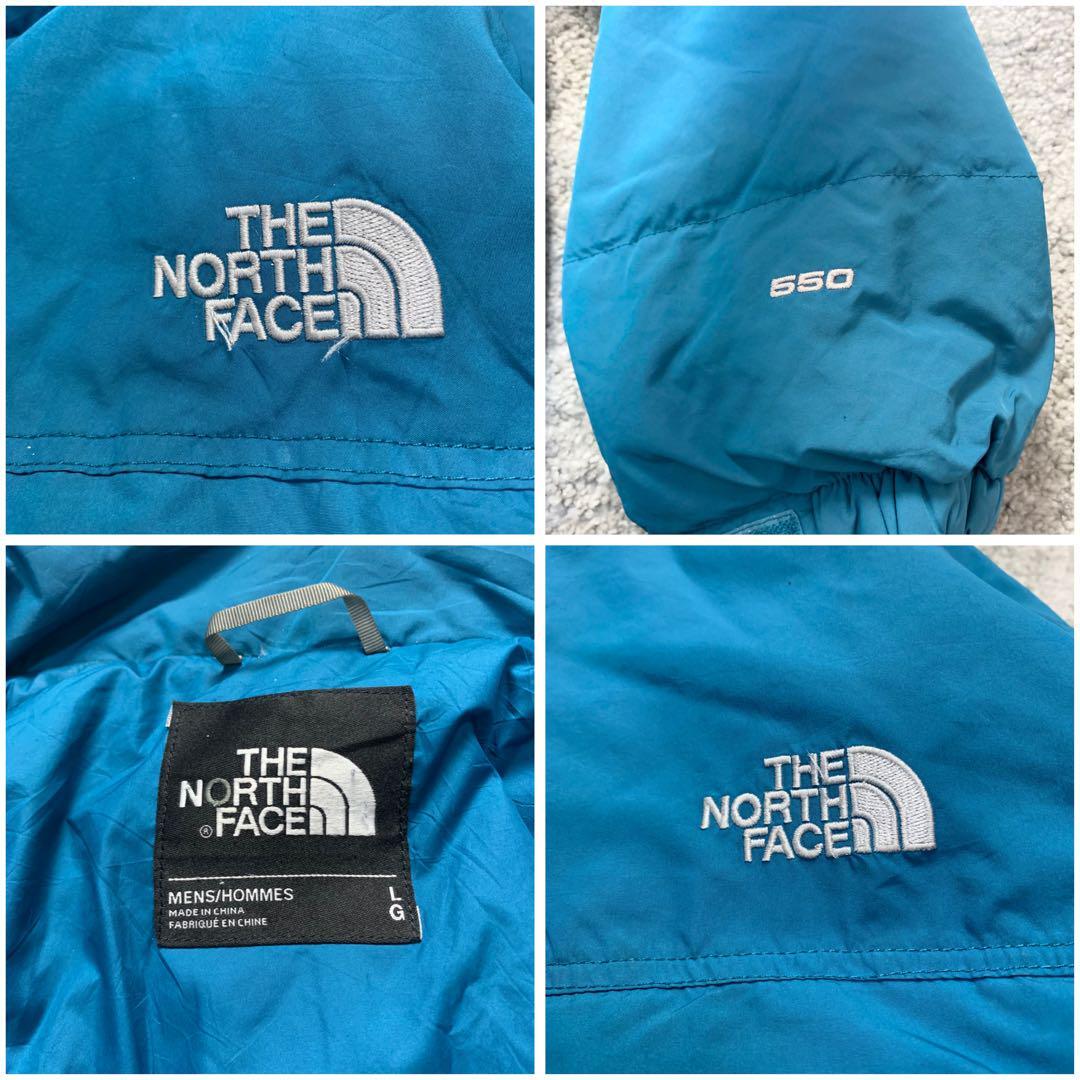 THE
NORTH
FACE
550
THE
NORTH
® FACE
MENS/HOMMES
MADE IN CHINA
FABRIQUÉ EN CHINE
L
G
THE
NORTH
FACE